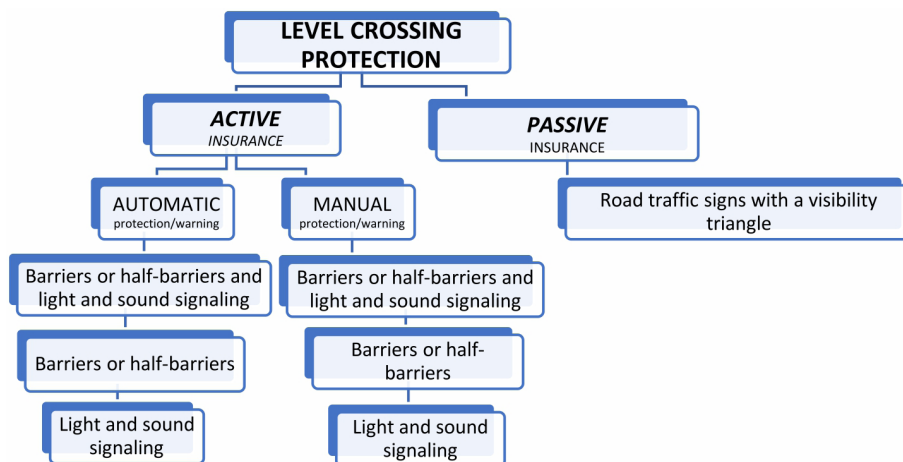 LEVEL CROSSING
PROTECTION
ACTIVE
INSURANCE
PASSIVE
INSURANCE
AUTOMATIC
protection/warning
MANUAL
protection/warning
Road traffic signs with a visibility
triangle
Barriers or half-barriers and
light and sound signaling
Barriers or half-barriers and
light and sound signaling
Barriers or half-barriers
Barriers or half-
barriers
Light and sound
signaling
Light and sound
signaling